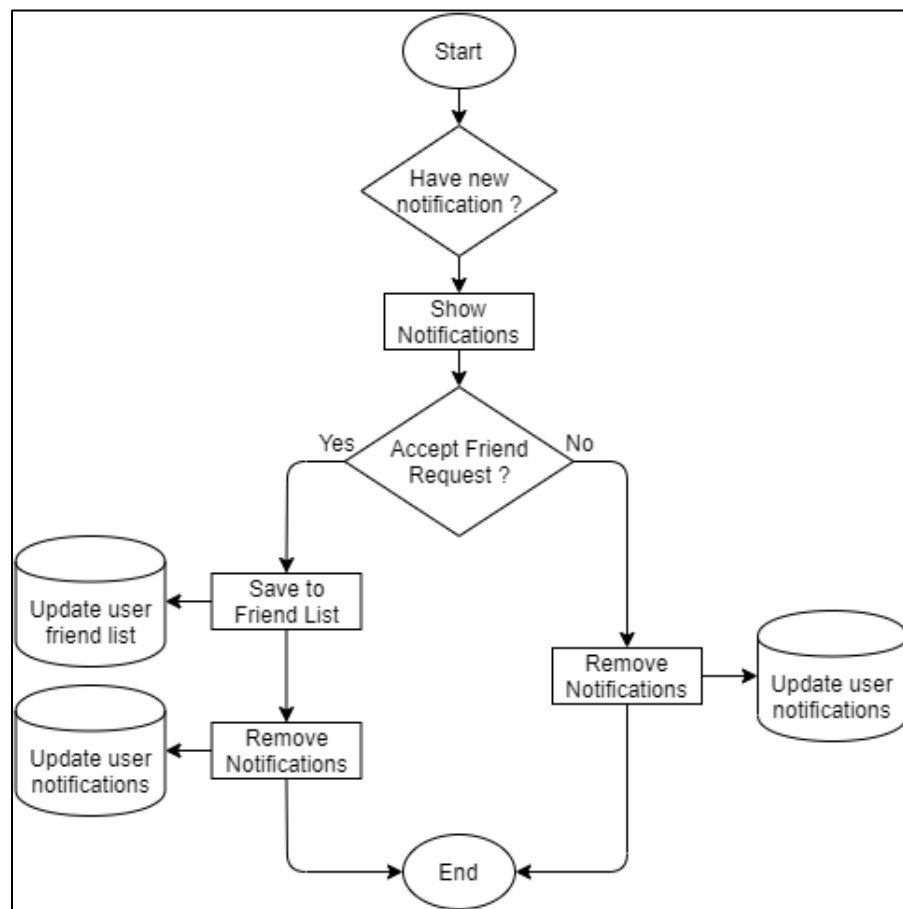 Start
Have new
notification ?
Show
Notifications
Yes
Accept Friend
Request ?
No
Update user
friend list
Save to
Friend List
Remove
Notifications
Update user
notifications
Update user
notifications
Remove
Notifications
End